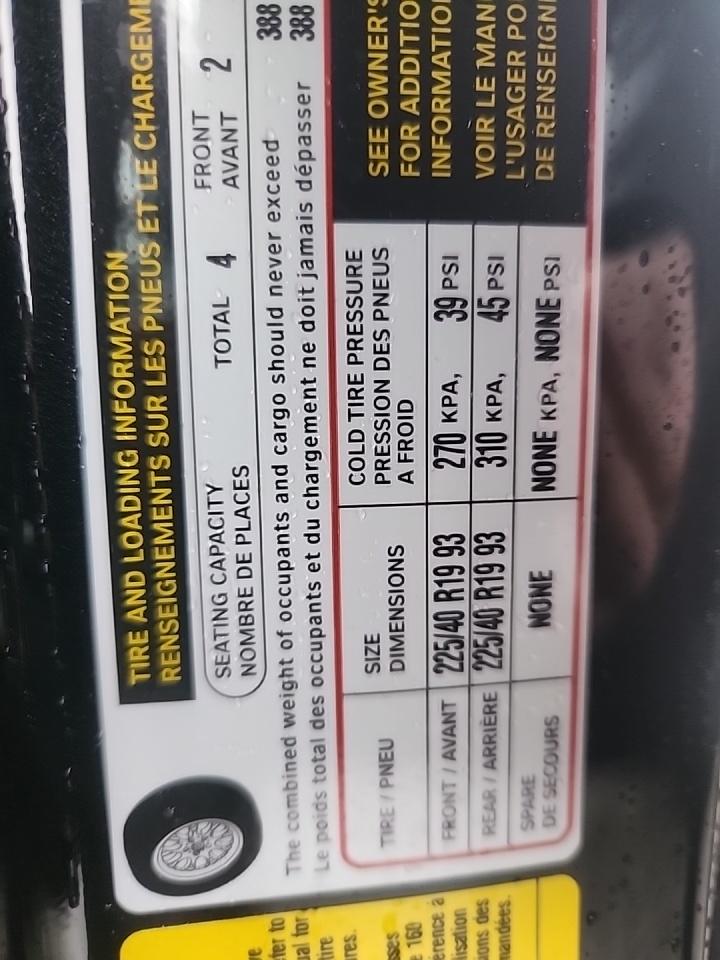 TIRE AND LOADING INFORMATION
RENSEIGNEMENTS SUR LES PNEUS ET LE CHARGEME
SEATING CAPACITY TOTAL 4 FRONT 2
NOMBRE DE PLACES AVANT
The combined weight of occupants and cargo should never exceed 388
Le poids total des occupants et du chargement ne doit jamais dépasser 388
TIRE / PNEU
SIZE
DIMENSIONS
COLD TIRE PRESSURE
PRESSION DES PNEUS
A FROID
FRONT / AVANT 225/40 R19 93 270 KPA, 39 PSI
REAR / ARRIÈRE 225/40 R19 93 310 KPA, 45 PSI
SPARE
DE SECOURS
NONE NONE KPA, NONE PSI
SEE OWNER'S
FOR ADDITIO
INFORMATIO
VOIR LE MAN
L'USAGER PO
DE RENSEIGN